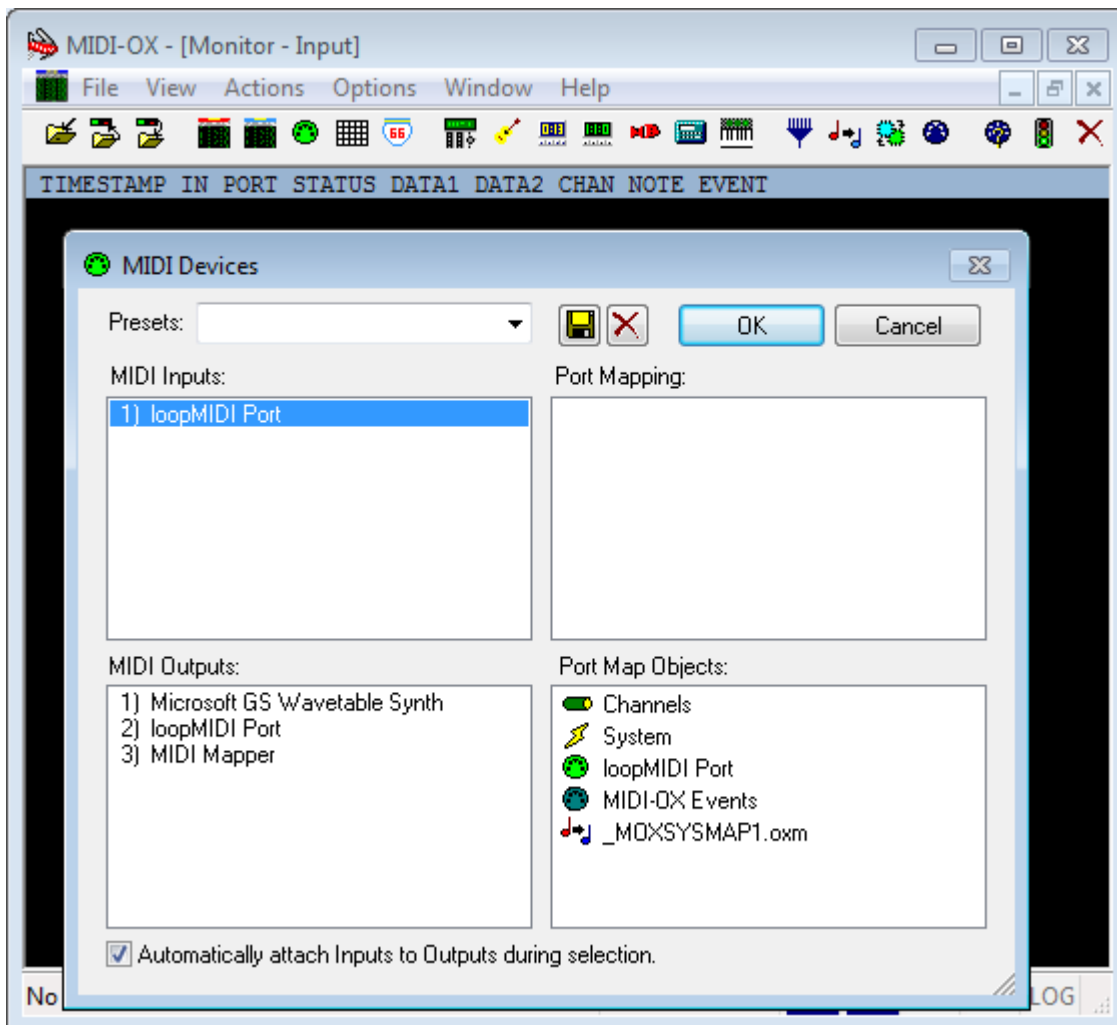 MIDI-OX - [Monitor - Input]
File View Actions Options Window Help
66
TIMESTAMP IN PORT STATUS DATA1 DATA2 CHAN NOTE EVENT
MIDI Devices
Presets:
OK
Cancel
MIDI Inputs:
1) loopMIDI Port
Port Mapping:
MIDI Outputs:
1) Microsoft GS Wavetable Synth
2) loopMIDI Port
3) MIDI Mapper
Port Map Objects:
Channels
System
loopMIDI Port
MIDI-OX Events
_MOXSYSMAP1.oxm
Automatically attach Inputs to Outputs during selection.
No
LOG